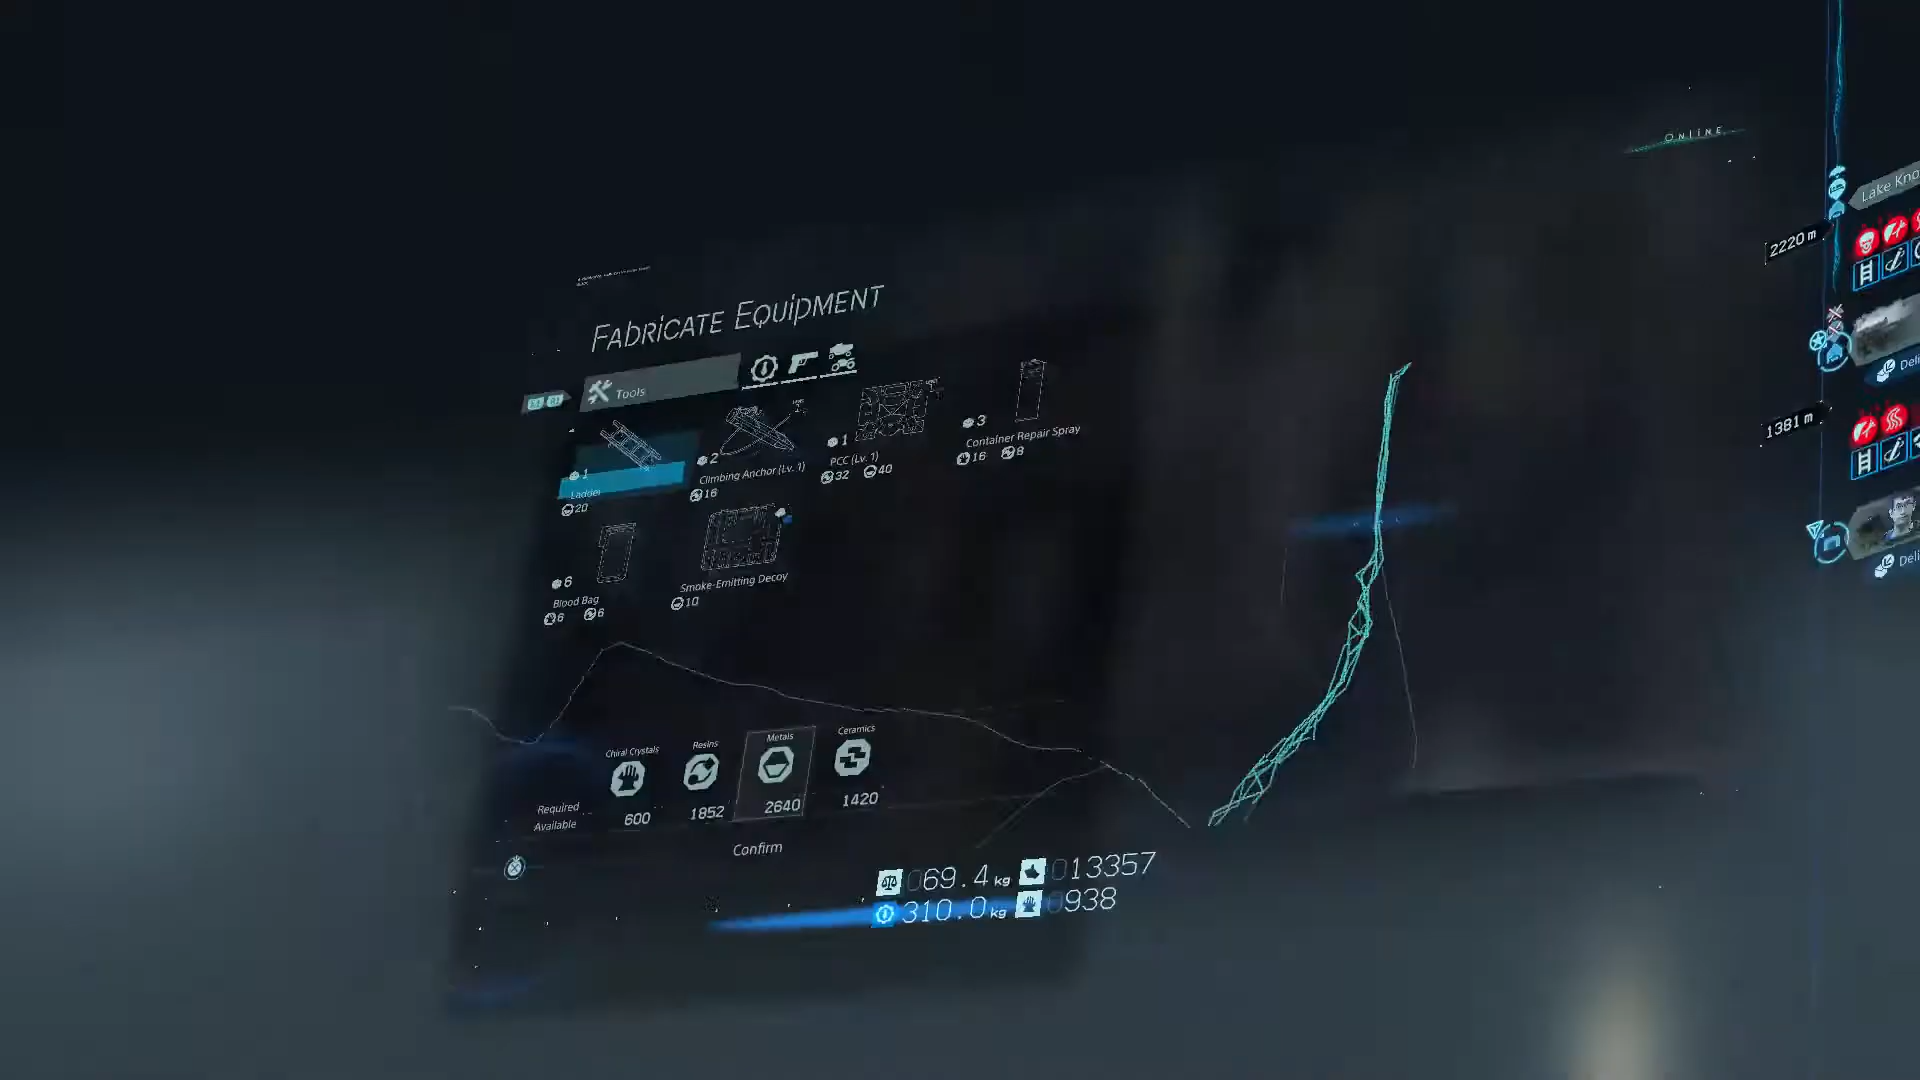 ONLINE
Lake Kno
2220 m
FABRICATE EQUIPMENT
L1 R1
Tools
1
Ladder
20
2
Climbing Anchor (Lv. 1)
16
1
PCC (Lv. 1)
32 40
3
Container Repair Spray
16 8
Deli
1381 m
6
Blood Bag
6 6
Smoke-Emitting Decoy
10
Deli
Chiral Crystals Resins Metals Ceramics
Required
Available 600 1852 2640 1420
Confirm
069.4 kg 013357
310.0 kg 0938